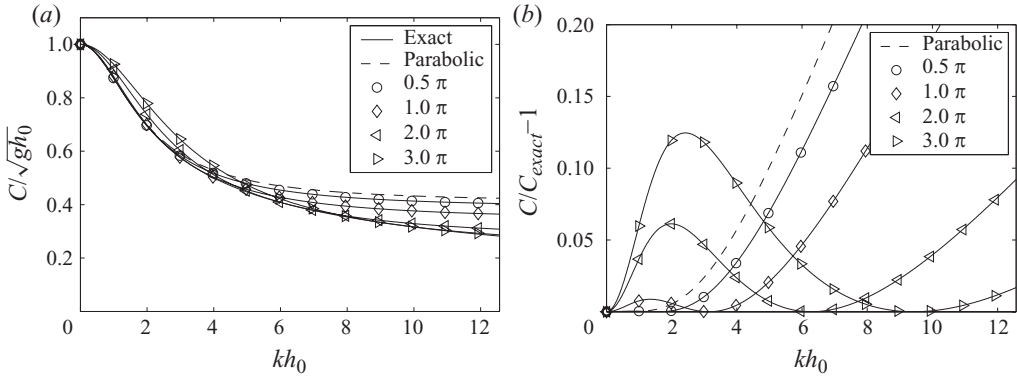 (a)
1.0
0.8
0.6
0.4
0.2
0
0 2 4 6 8 10 12
C/√gh0
kh0
Exact
Parabolic
0.5 π
1.0 π
2.0 π
3.0 π
(b)
0.20
0.15
0.10
0.05
0
0 2 4 6 8 10 12
C/Cexact−1
kh0
Parabolic
0.5 π
1.0 π
2.0 π
3.0 π